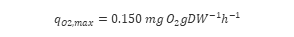 q_{O2,max} = 0.150 mg O_2 gDW^{-1}h^{-1}